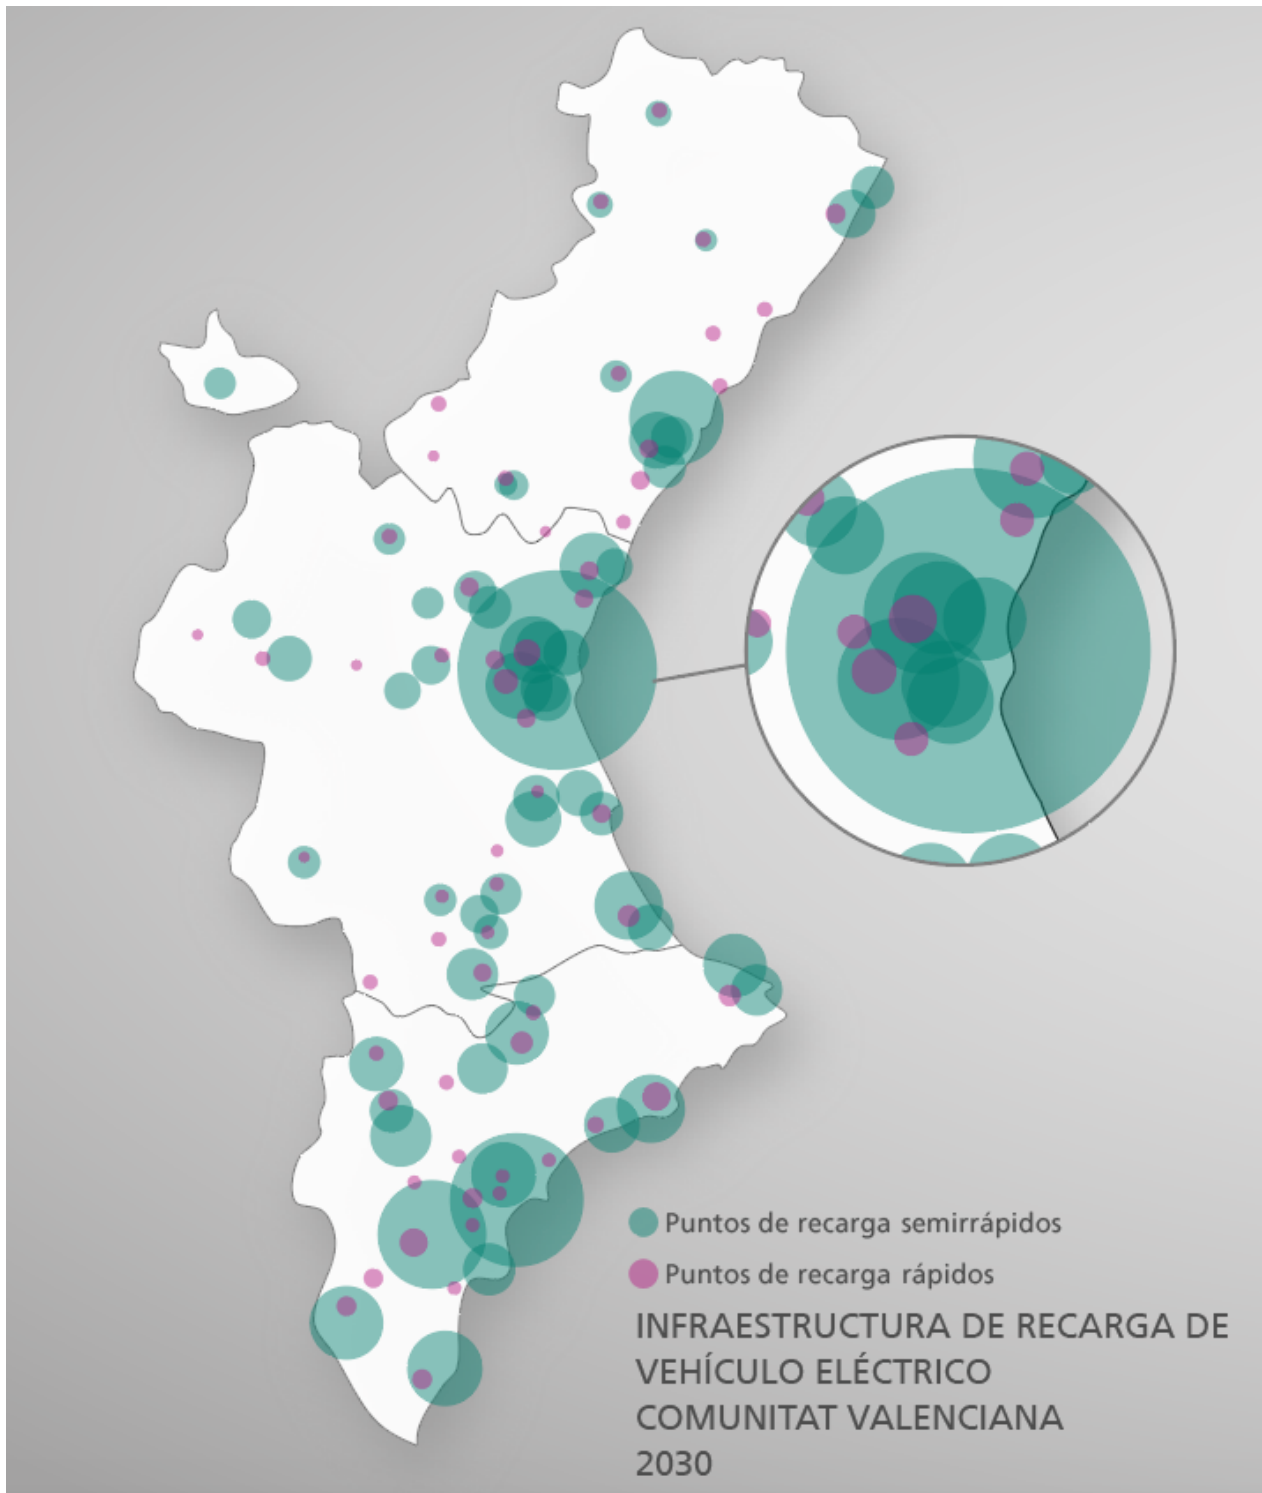 Puntos de recarga semirrápidos
Puntos de recarga rápidos
INFRAESTRUCTURA DE RECARGA DE
VEHÍCULO ELÉCTRICO
COMUNITAT VALENCIANA
2030